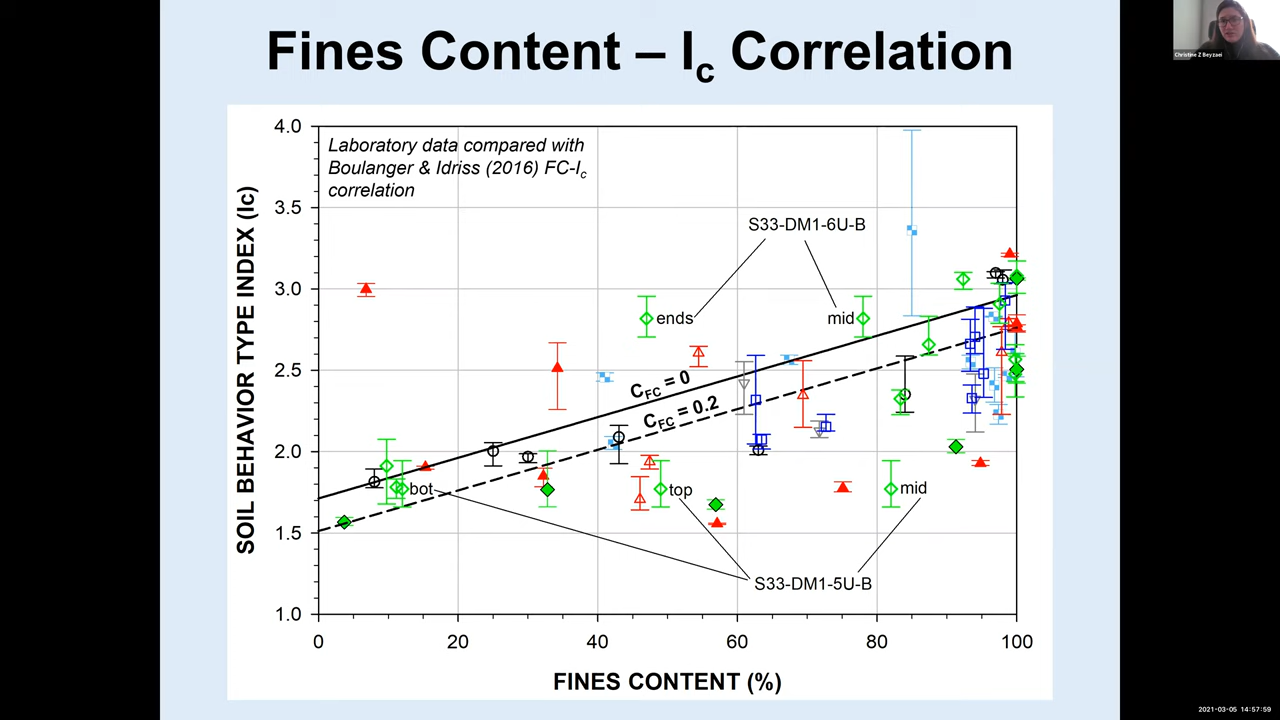 Fines Content – Ic Correlation
Christine Z Beyzaei
Laboratory data compared with
Boulanger & Idriss (2016) FC-Ic
correlation
SOIL BEHAVIOR TYPE INDEX (Ic)
4.0
3.5
3.0
2.5
2.0
1.5
1.0
S33-DM1-6U-B
ends
mid
CFC = 0
CFC = 0.2
bot
top
mid
S33-DM1-5U-B
0 20 40 60 80 100
FINES CONTENT (%)
2021-03-05 14:57:59